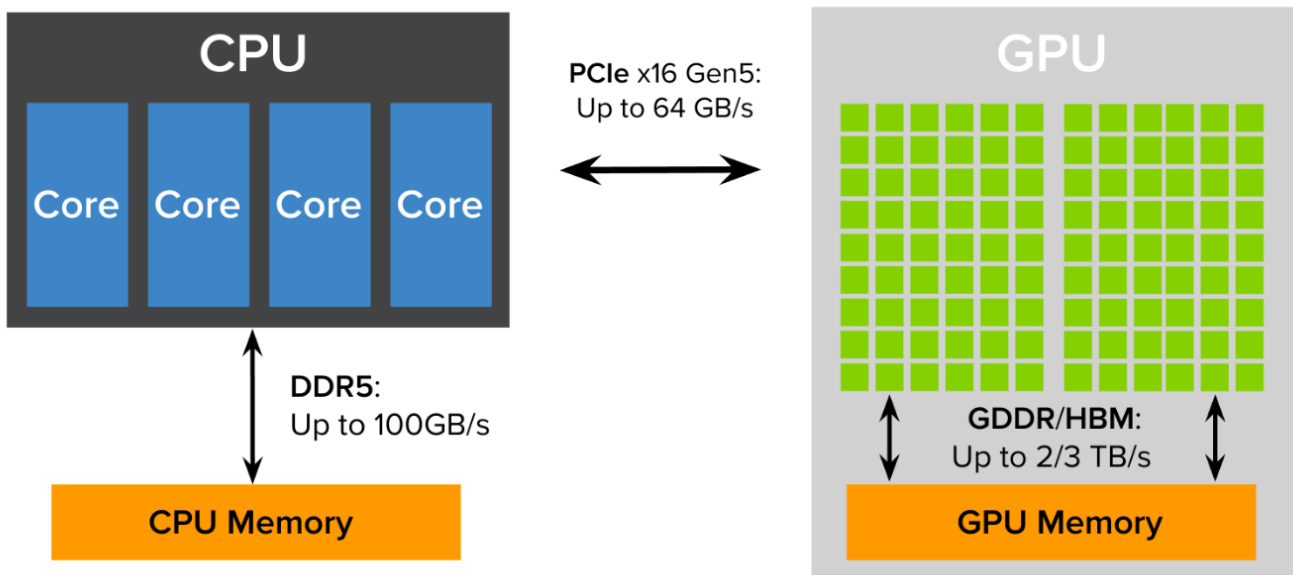 CPU
Core
Core
Core
Core
DDR5:
Up to 100GB/s
CPU Memory
PCIe x16 Gen5:
Up to 64 GB/s
GPU
GDDR/HBM:
Up to 2/3 TB/s
GPU Memory